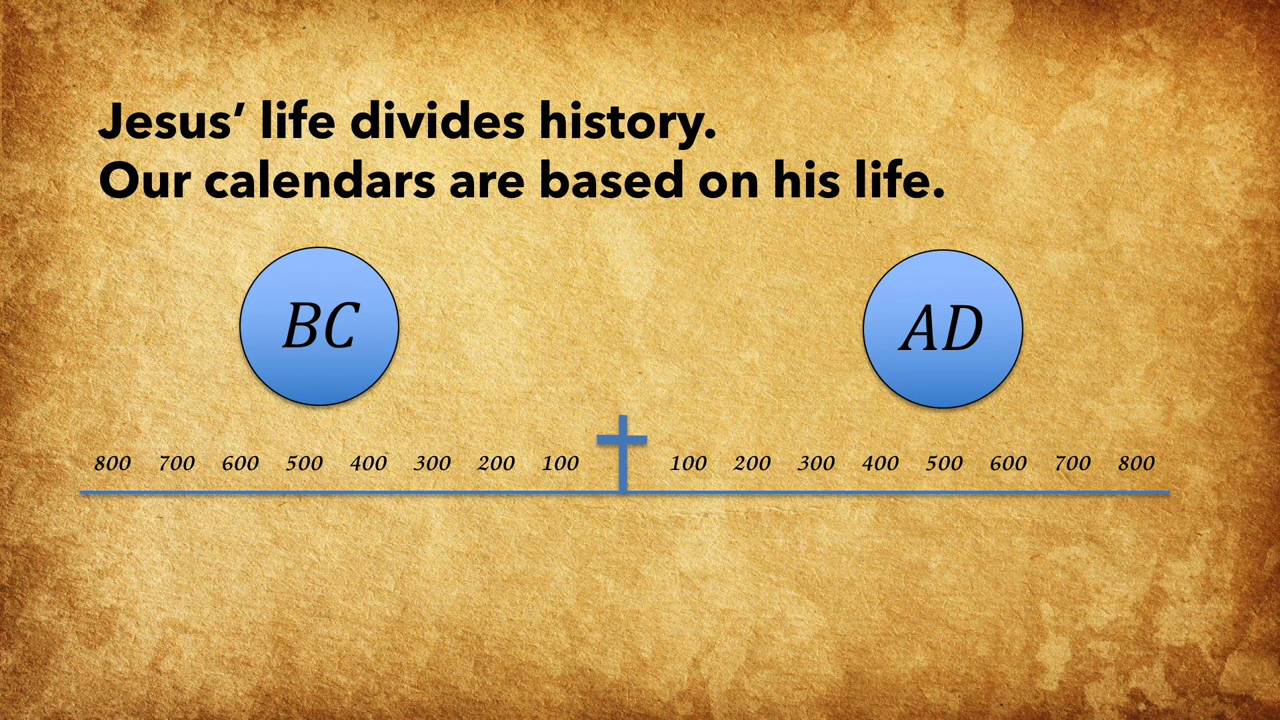 Jesus’ life divides history.
Our calendars are based on his life.
BC
AD
800 700 600 500 400 300 200 100 100 200 300 400 500 600 700 800